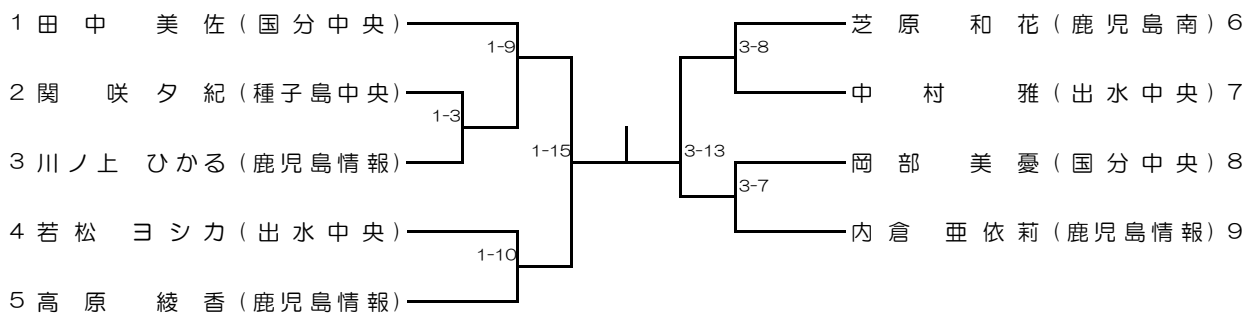 1 田中 美佐(国分中央)
1-9
2 関 咲夕紀(種子島中央)
1-3
3 川ノ上 ひかる(鹿児島情報)
1-15
4 若松 ヨシカ(出水中央)
1-10
5 高原 綾香(鹿児島情報)
芝原 和花(鹿児島南) 6
3-8
中村 雅(出水中央) 7
3-13
岡部 美憂(国分中央) 8
3-7
内倉 亜依莉(鹿児島情報) 9